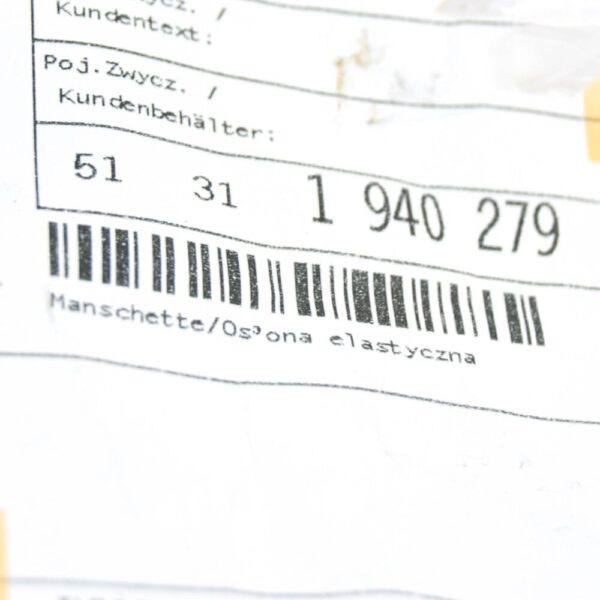 Kundentext:
Poj.Zwycz. /
Kundenbehälter:
51 31 1 940 279
Manschette/Os³ona elastyczna